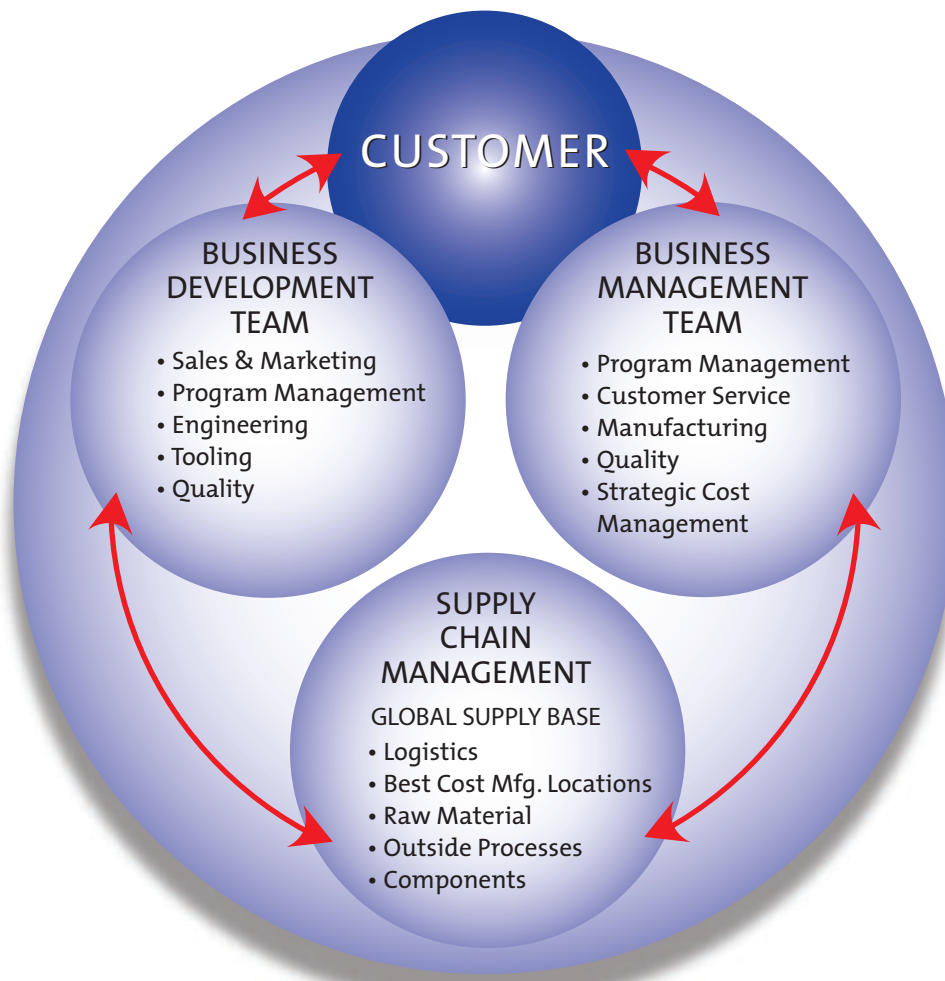 CUSTOMER
BUSINESS
DEVELOPMENT
TEAM
• Sales & Marketing
• Program Management
• Engineering
• Tooling
• Quality
BUSINESS
MANAGEMENT
TEAM
• Program Management
• Customer Service
• Manufacturing
• Quality
• Strategic Cost
Management
SUPPLY
CHAIN
MANAGEMENT
GLOBAL SUPPLY BASE
• Logistics
• Best Cost Mfg. Locations
• Raw Material
• Outside Processes
• Components